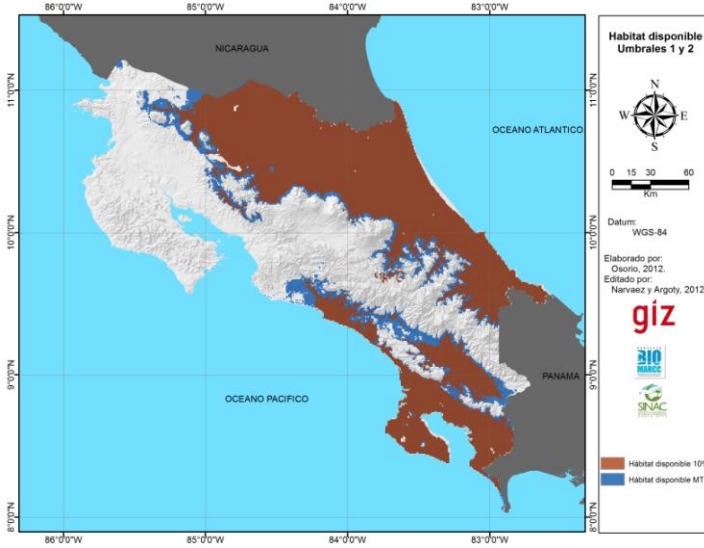 86°0'0"W
85°0'0"W
84°0'0"W
83°0'0"W
NICARAGUA
11°0'0"N
11°0'0"N
OCEANO ATLANTICO
10°0'0"N
10°0'0"N
9°0'0"N
9°0'0"N
PANAMA
OCEANO PACIFICO
8°0'0"N
8°0'0"N
86°0'0"W
85°0'0"W
84°0'0"W
83°0'0"W
Habitat disponible
Umbrales 1 y 2
N
W E
S
0 15 30 60
Km
Datum:
WGS-84
Elaborado por:
Osorio, 2012.
Editado por:
Narvaez y Argoty, 2012
giz
BIO
MARCC
SINAC
Hábitat disponible 10%
Hábitat disponible MT